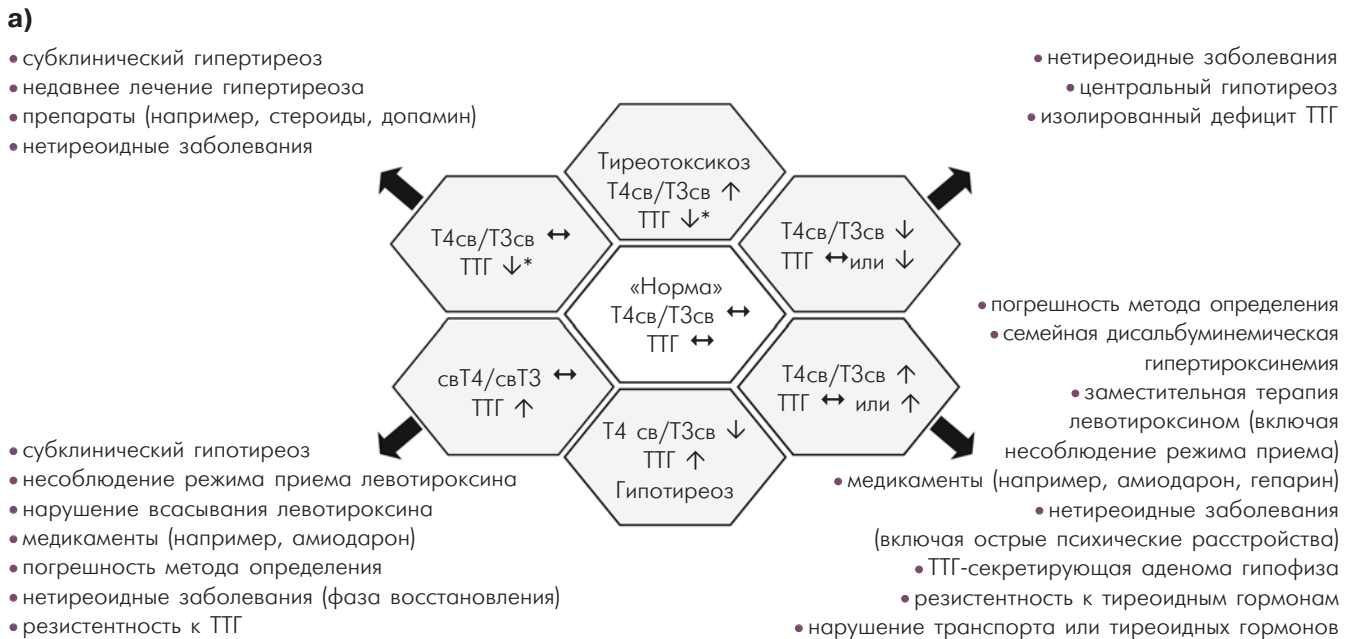 а)
• субклинический гипертиреоз
• недавнее лечение гипертиреоза
• препараты (например, стероиды, допамин)
• нетиреоидные заболевания
• нетиреоидные заболевания
• центральный гипотиреоз
• изолированный дефицит ТТГ
Тиреотоксикоз
Т4св/Т3св ↑
ТТГ ↓*
Т4св/Т3св ↔
ТТГ ↓*
Т4св/Т3св ↓
ТТГ ↔или ↓
«Норма»
Т4св/Т3св ↔
ТТГ ↔
свТ4/свТ3 ↔
ТТГ ↑
Т4св/Т3св ↑
ТТГ ↔ или ↑
Т4 св/Т3св ↓
ТТГ ↑
Гипотиреоз
• субклинический гипотиреоз
• несоблюдение режима приема левотироксина
• нарушение всасывания левотироксина
• медикаменты (например, амиодарон)
• погрешность метода определения
• нетиреоидные заболевания (фаза восстановления)
• резистентность к ТТГ
• погрешность метода определения
• семейная дисальбуминемическая
гипертироксинемия
• заместительная терапия
левотироксином (включая
несоблюдение режима приема)
• медикаменты (например, амиодарон, гепарин)
• нетиреоидные заболевания
(включая острые психические расстройства)
• ТТГ-секретирующая аденома гипофиза
• резистентность к тиреоидным гормонам
• нарушение транспорта или тиреоидных гормонов